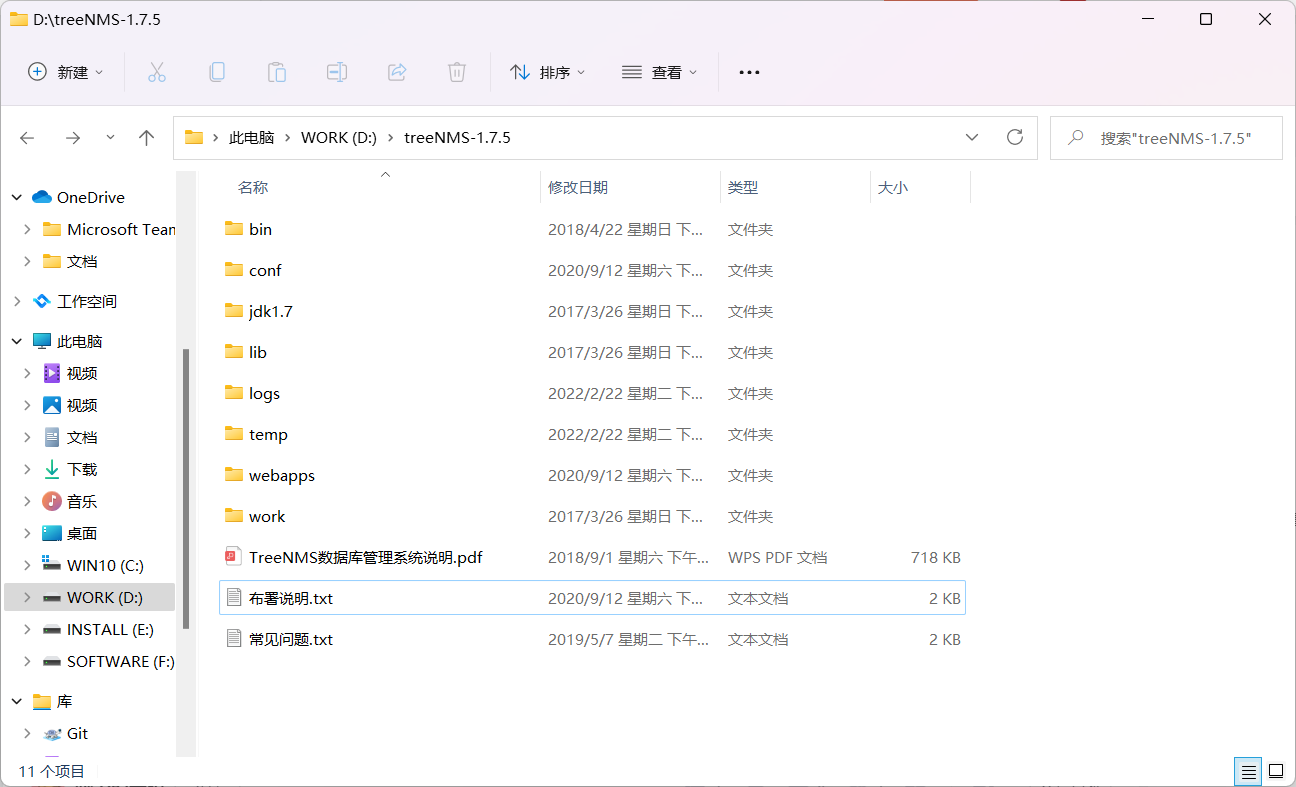 D:\treeNMS-1.7.5
新建 排序 查看
此电脑 WORK (D:) treeNMS-1.7.5 搜索"treeNMS-1.7.5"
OneDrive
Microsoft Tean
文档
工作空间
此电脑
视频
视频
文档
下载
音乐
桌面
WIN10 (C:)
WORK (D:)
INSTALL (E:)
SOFTWARE (F:)
库
Git
名称 修改日期 类型 大小
bin 2018/4/22 星期日 下... 文件夹
conf 2020/9/12 星期六 下... 文件夹
jdk1.7 2017/3/26 星期日 下... 文件夹
lib 2017/3/26 星期日 下... 文件夹
logs 2022/2/22 星期二 下... 文件夹
temp 2022/2/22 星期二 下... 文件夹
webapps 2020/9/12 星期六 下... 文件夹
work 2017/3/26 星期日 下... 文件夹
TreeNMS数据库管理系统说明.pdf 2018/9/1 星期六 下午... WPS PDF 文档 718 KB
布署说明.txt 2020/9/12 星期六 下... 文本文档 2 KB
常见问题.txt 2019/5/7 星期二 下午... 文本文档 2 KB
11 个项目